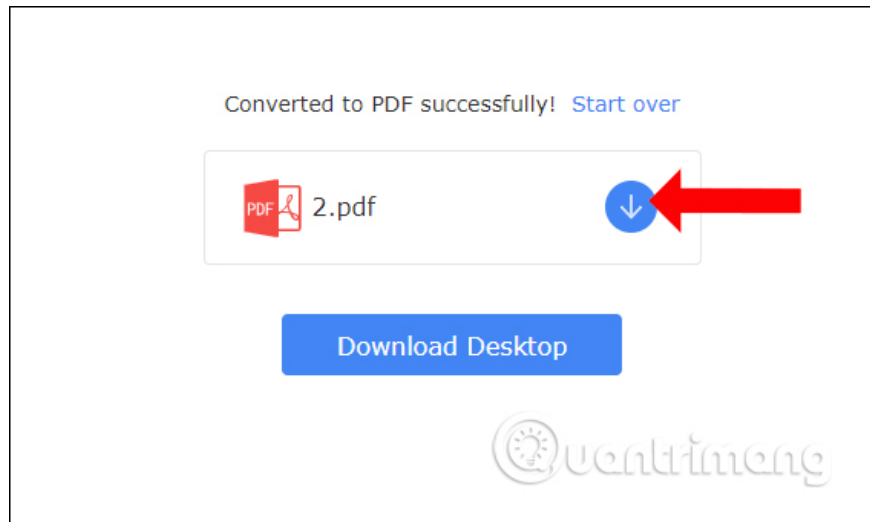 Converted to PDF successfully! Start over
PDF 2.pdf
Download Desktop
Quantrimang